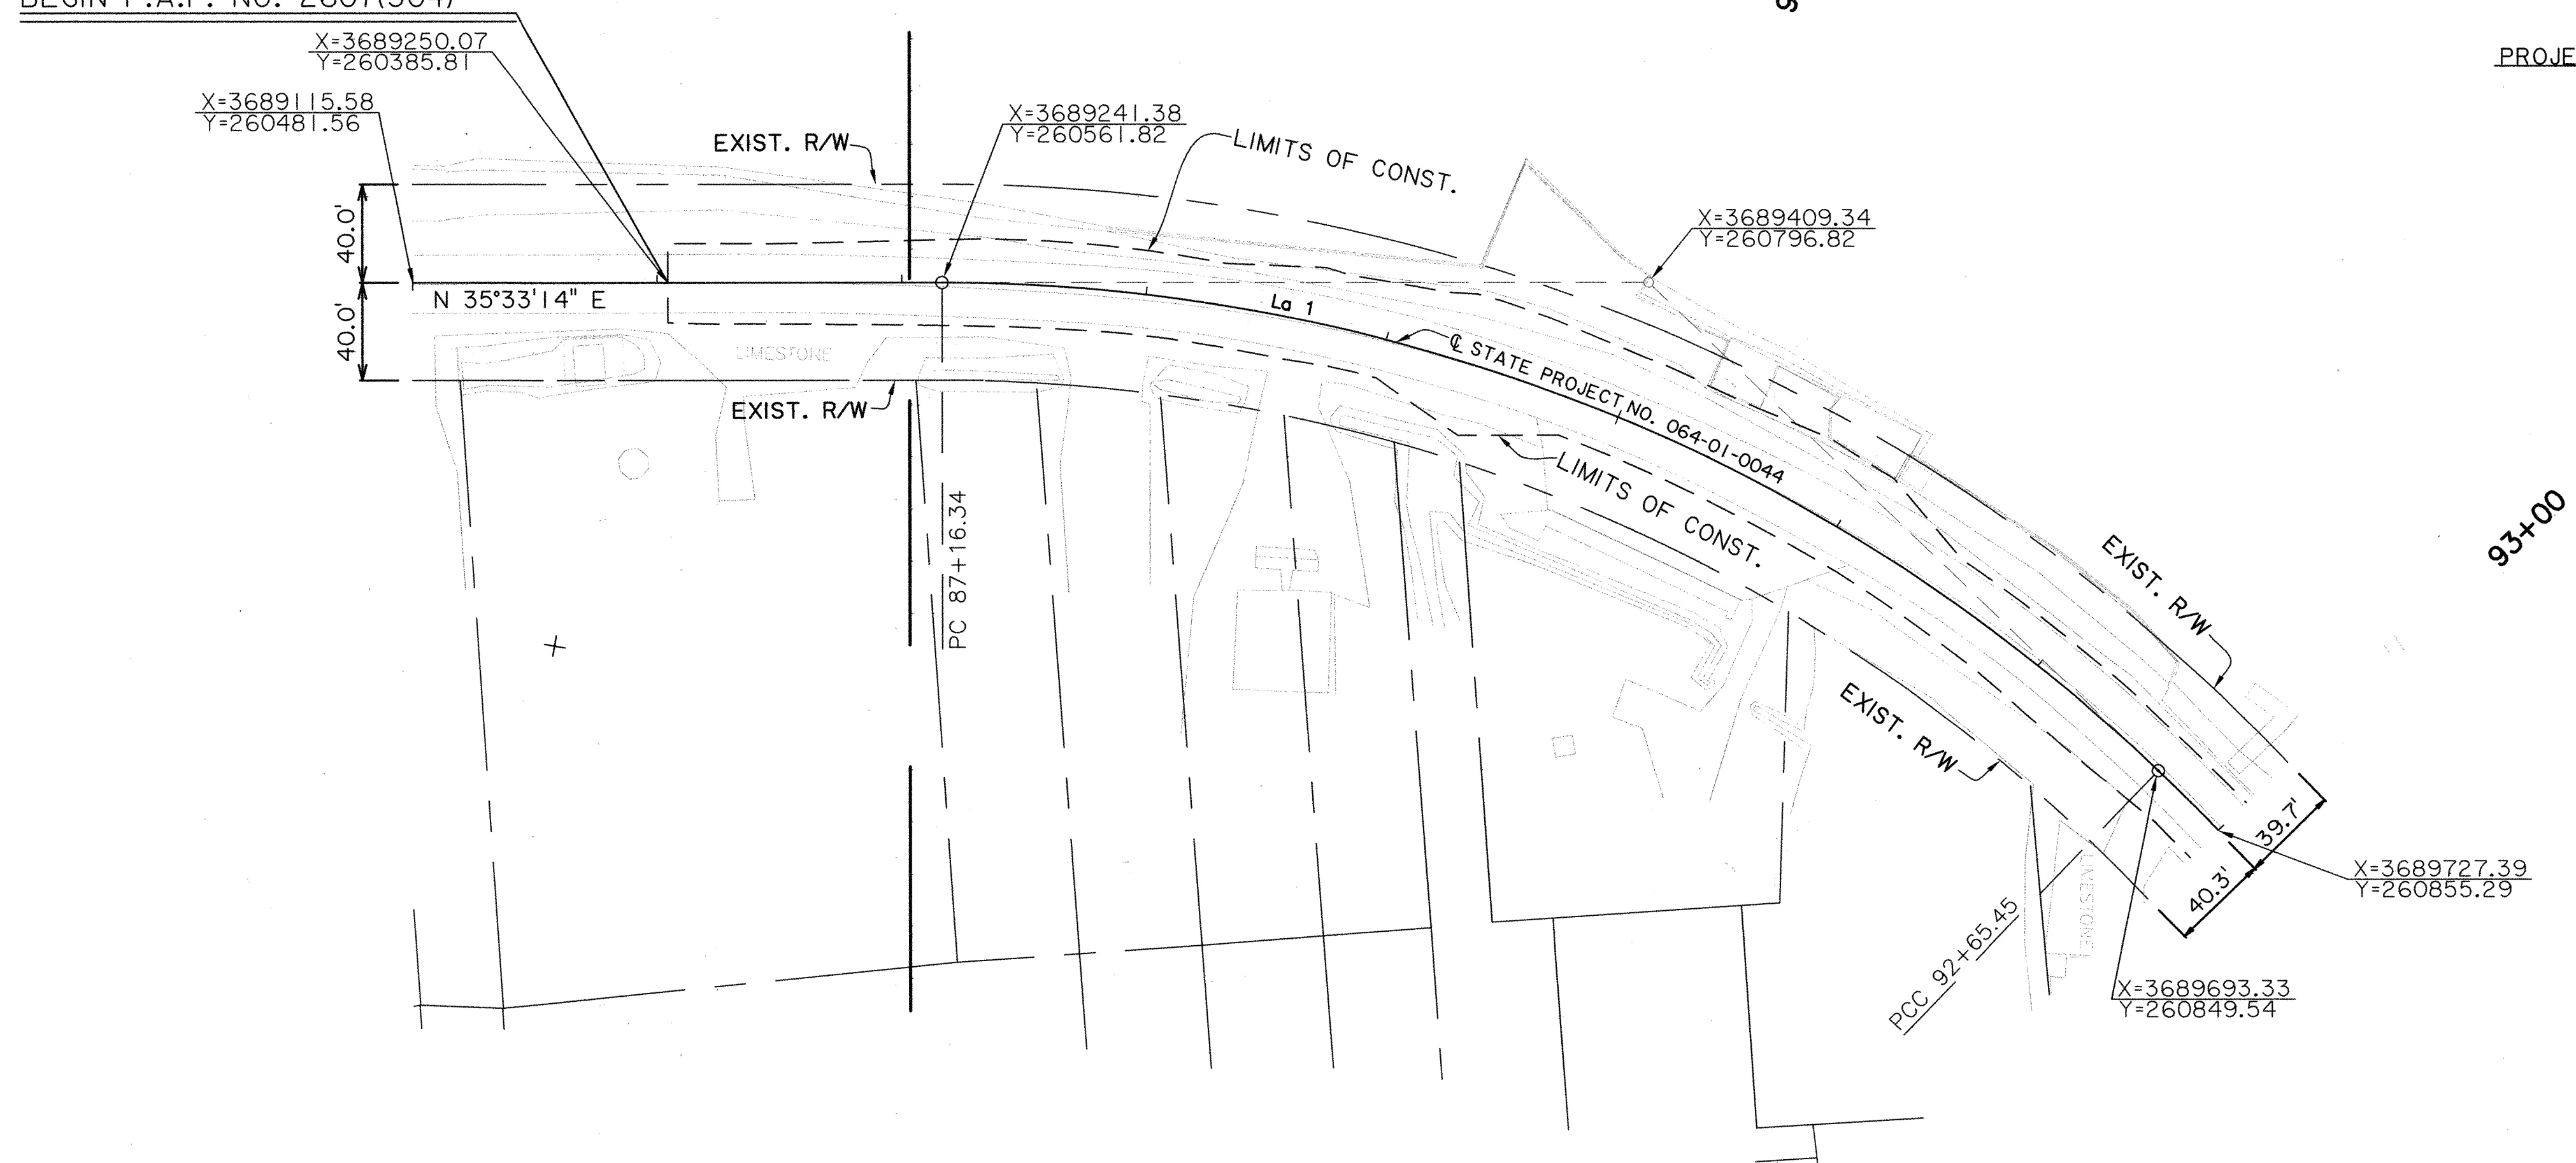 X=3689250.07
Y=260385.81
X=3689115.58
Y=260481.56
X=3689241.38
Y=260561.82
EXIST. R/W
LIMITS OF CONST.
X=3689409.34
Y=260796.82
PROJE
40.0'
40.0'
N 35°33'14" E
La 1
LIMESTONE
EXIST. R/W
℄ STATE PROJECT NO. 064-01-0044
LIMITS OF CONST.
PC 87+16.34
93+00
EXIST. R/W
EXIST. R/W
39.7'
40.3'
X=3689727.39
Y=260855.29
LIMESTONE
PCC 92+65.45
X=3689693.33
Y=260849.54